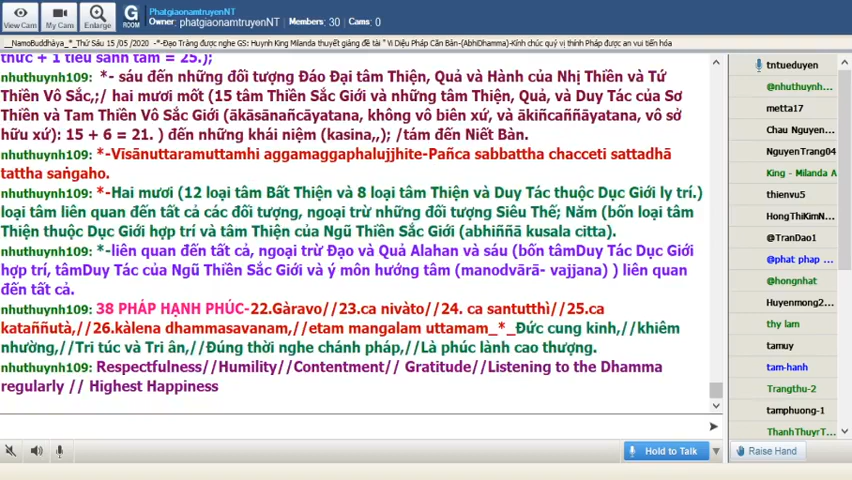 View Cam
My Cam
Enlarge
G
ROOM
PhatgiaonamtruyenNT
Owner: phatgiaonamtruyenNT Members: 30 Cams: 0
__NamoBuddhàya_*_Thứ Sáu 15 /05 /2020 -*-Đạo Tràng được nghe GS: Huynh King Milanda thuyết giảng đề tài " Vi Diệu Pháp Căn Bản-(AbhiDhamma)-Kính chúc quý vị thính Pháp được an vui tiến hóa
thức + 1 tiếu sanh tâm = 25.);
nhuthuynh109: *- sáu đến những đối tượng Đáo Đại tâm Thiện, Quả và Hành của Nhị Thiền và Tứ
Thiền Vô Sắc,;/ hai mươi mốt (15 tâm Thiền Sắc Giới và những tâm Thiện, Quả, và Duy Tác của Sơ
Thiền và Tam Thiền Vô Sắc Giới (ākāsānañcāyatana, không vô biên xứ, và ākiñcaññāyatana, vô sở
hữu xứ): 15 + 6 = 21. ) đến những khái niệm (kasina,,); /tám đến Niết Bàn.
nhuthuynh109: *-Vīsānuttaramuttamhi aggamaggaphalujjhite-Pañca sabbattha chacceti sattadhā
tattha saṅgaho.
nhuthuynh109: *-Hai mươi (12 loại tâm Bất Thiện và 8 loại tâm Thiện và Duy Tác thuộc Dục Giới ly trí.)
loại tâm liên quan đến tất cả các đối tượng, ngoại trừ những đối tượng Siêu Thế; Năm (bốn loại tâm
Thiện thuộc Dục Giới hợp trí và tâm Thiện của Ngũ Thiền Sắc Giới (abhiññā kusala citta).
nhuthuynh109: *-liên quan đến tất cả, ngoại trừ Đạo và Quả Alahan và sáu (bốn tâmDuy Tác Dục Giới
hợp trí, tâmDuy Tác của Ngũ Thiền Sắc Giới và ý môn hướng tâm (manodvārā- vajjana) ) liên quan
đến tất cả.
nhuthuynh109: 38 PHÁP HẠNH PHÚC-22.Gàravo//23.ca nivàto//24. ca santutthì//25.ca
kataññutà,//26.kàlena dhammasavanam,//etam mangalam uttamam_*_Đức cung kinh,//khiêm
nhường,//Tri túc và Tri ân,//Đúng thời nghe chánh pháp,//Là phúc lành cao thượng.
nhuthuynh109: Respectfulness//Humility//Contentment// Gratitude//Listening to the Dhamma
regularly // Highest Happiness
Hold to Talk
Raise Hand
tntueduyen
@nhuthuynh...
metta17
Chau Nguyen...
NguyenTrang04
King - Milanda A
thienvu5
HongThiKimN...
@TranDao1
@phat phap ...
@hongnhat
Huyenmong2...
thy lam
tamuy
tam-hanh
Trangthu-2
tamphuong-1
ThanhThuyrT...